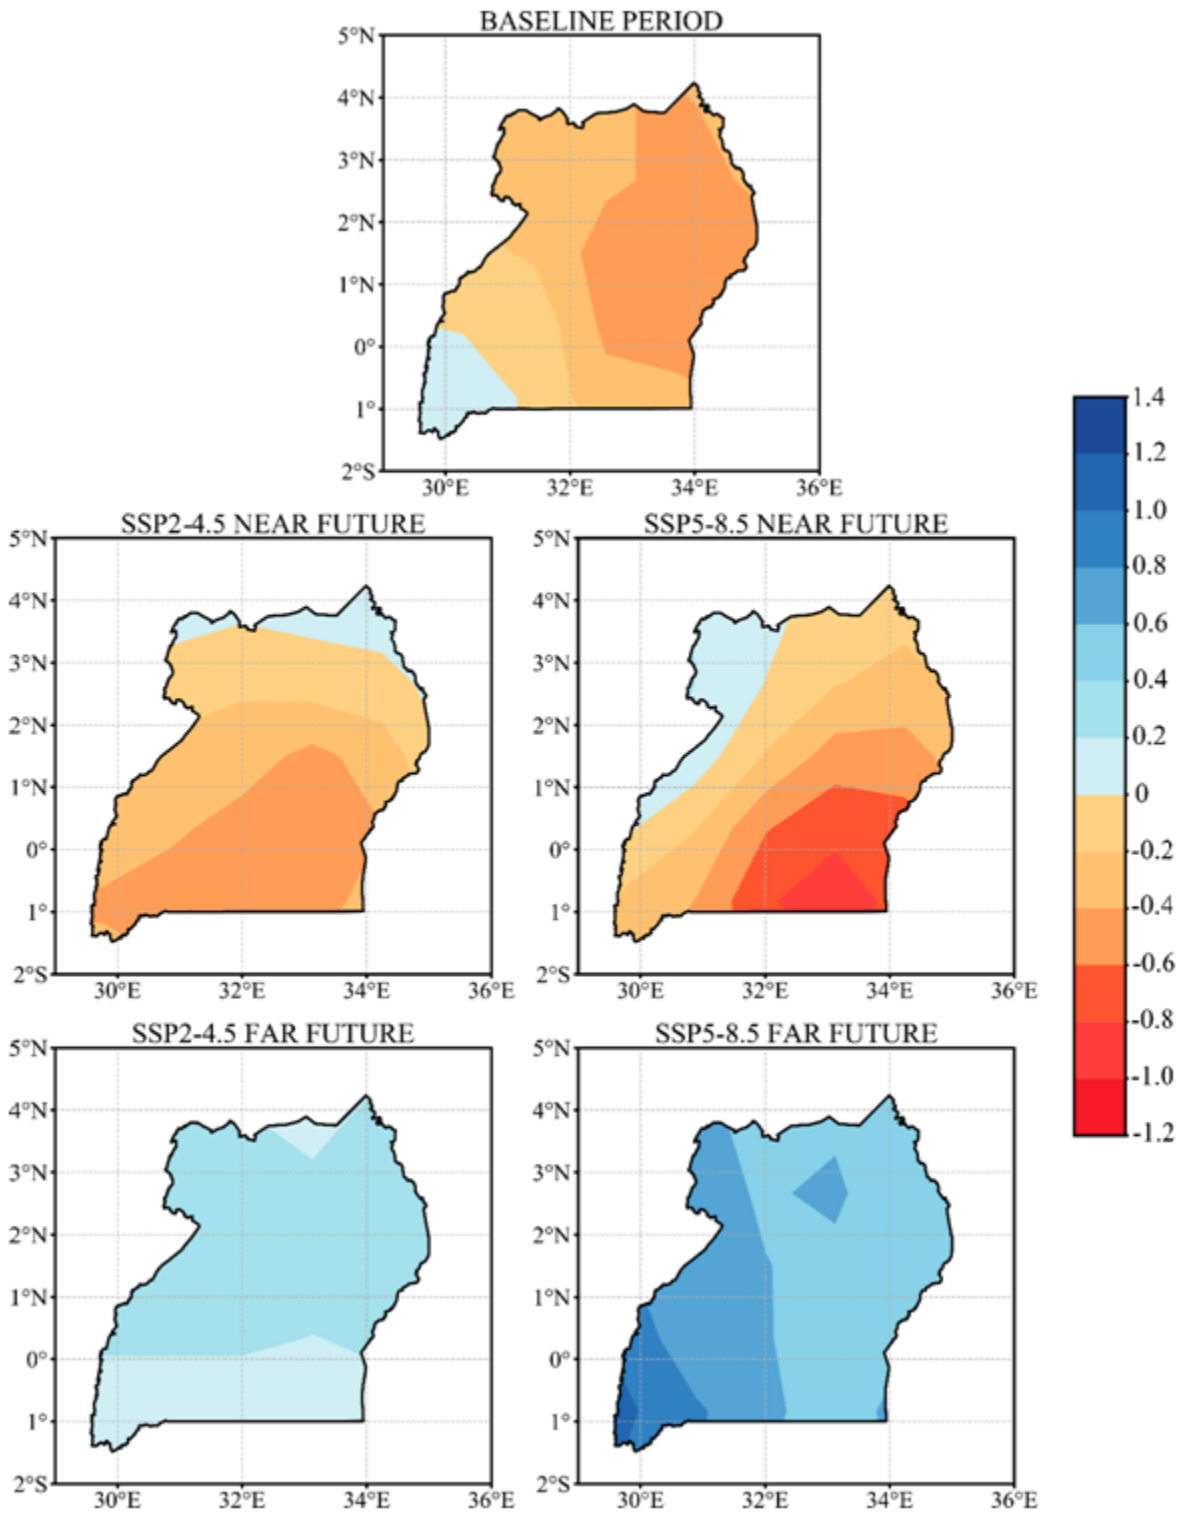 BASELINE PERIOD
5°N
4°N
3°N
2°N
1°N
0°
1°
2°S
30°E 32°E 34°E 36°E
1.4
1.2
1.0
0.8
0.6
0.4
0.2
0
-0.2
-0.4
-0.6
-0.8
-1.0
-1.2
SSP2-4.5 NEAR FUTURE
5°N
4°N
3°N
2°N
1°N
0°
1°
2°S
30°E 32°E 34°E 36°E
SSP5-8.5 NEAR FUTURE
5°N
4°N
3°N
2°N
1°N
0°
1°
2°S
30°E 32°E 34°E 36°E
SSP2-4.5 FAR FUTURE
5°N
4°N
3°N
2°N
1°N
0°
1°
2°S
30°E 32°E 34°E 36°E
SSP5-8.5 FAR FUTURE
5°N
4°N
3°N
2°N
1°N
0°
1°
2°S
30°E 32°E 34°E 36°E